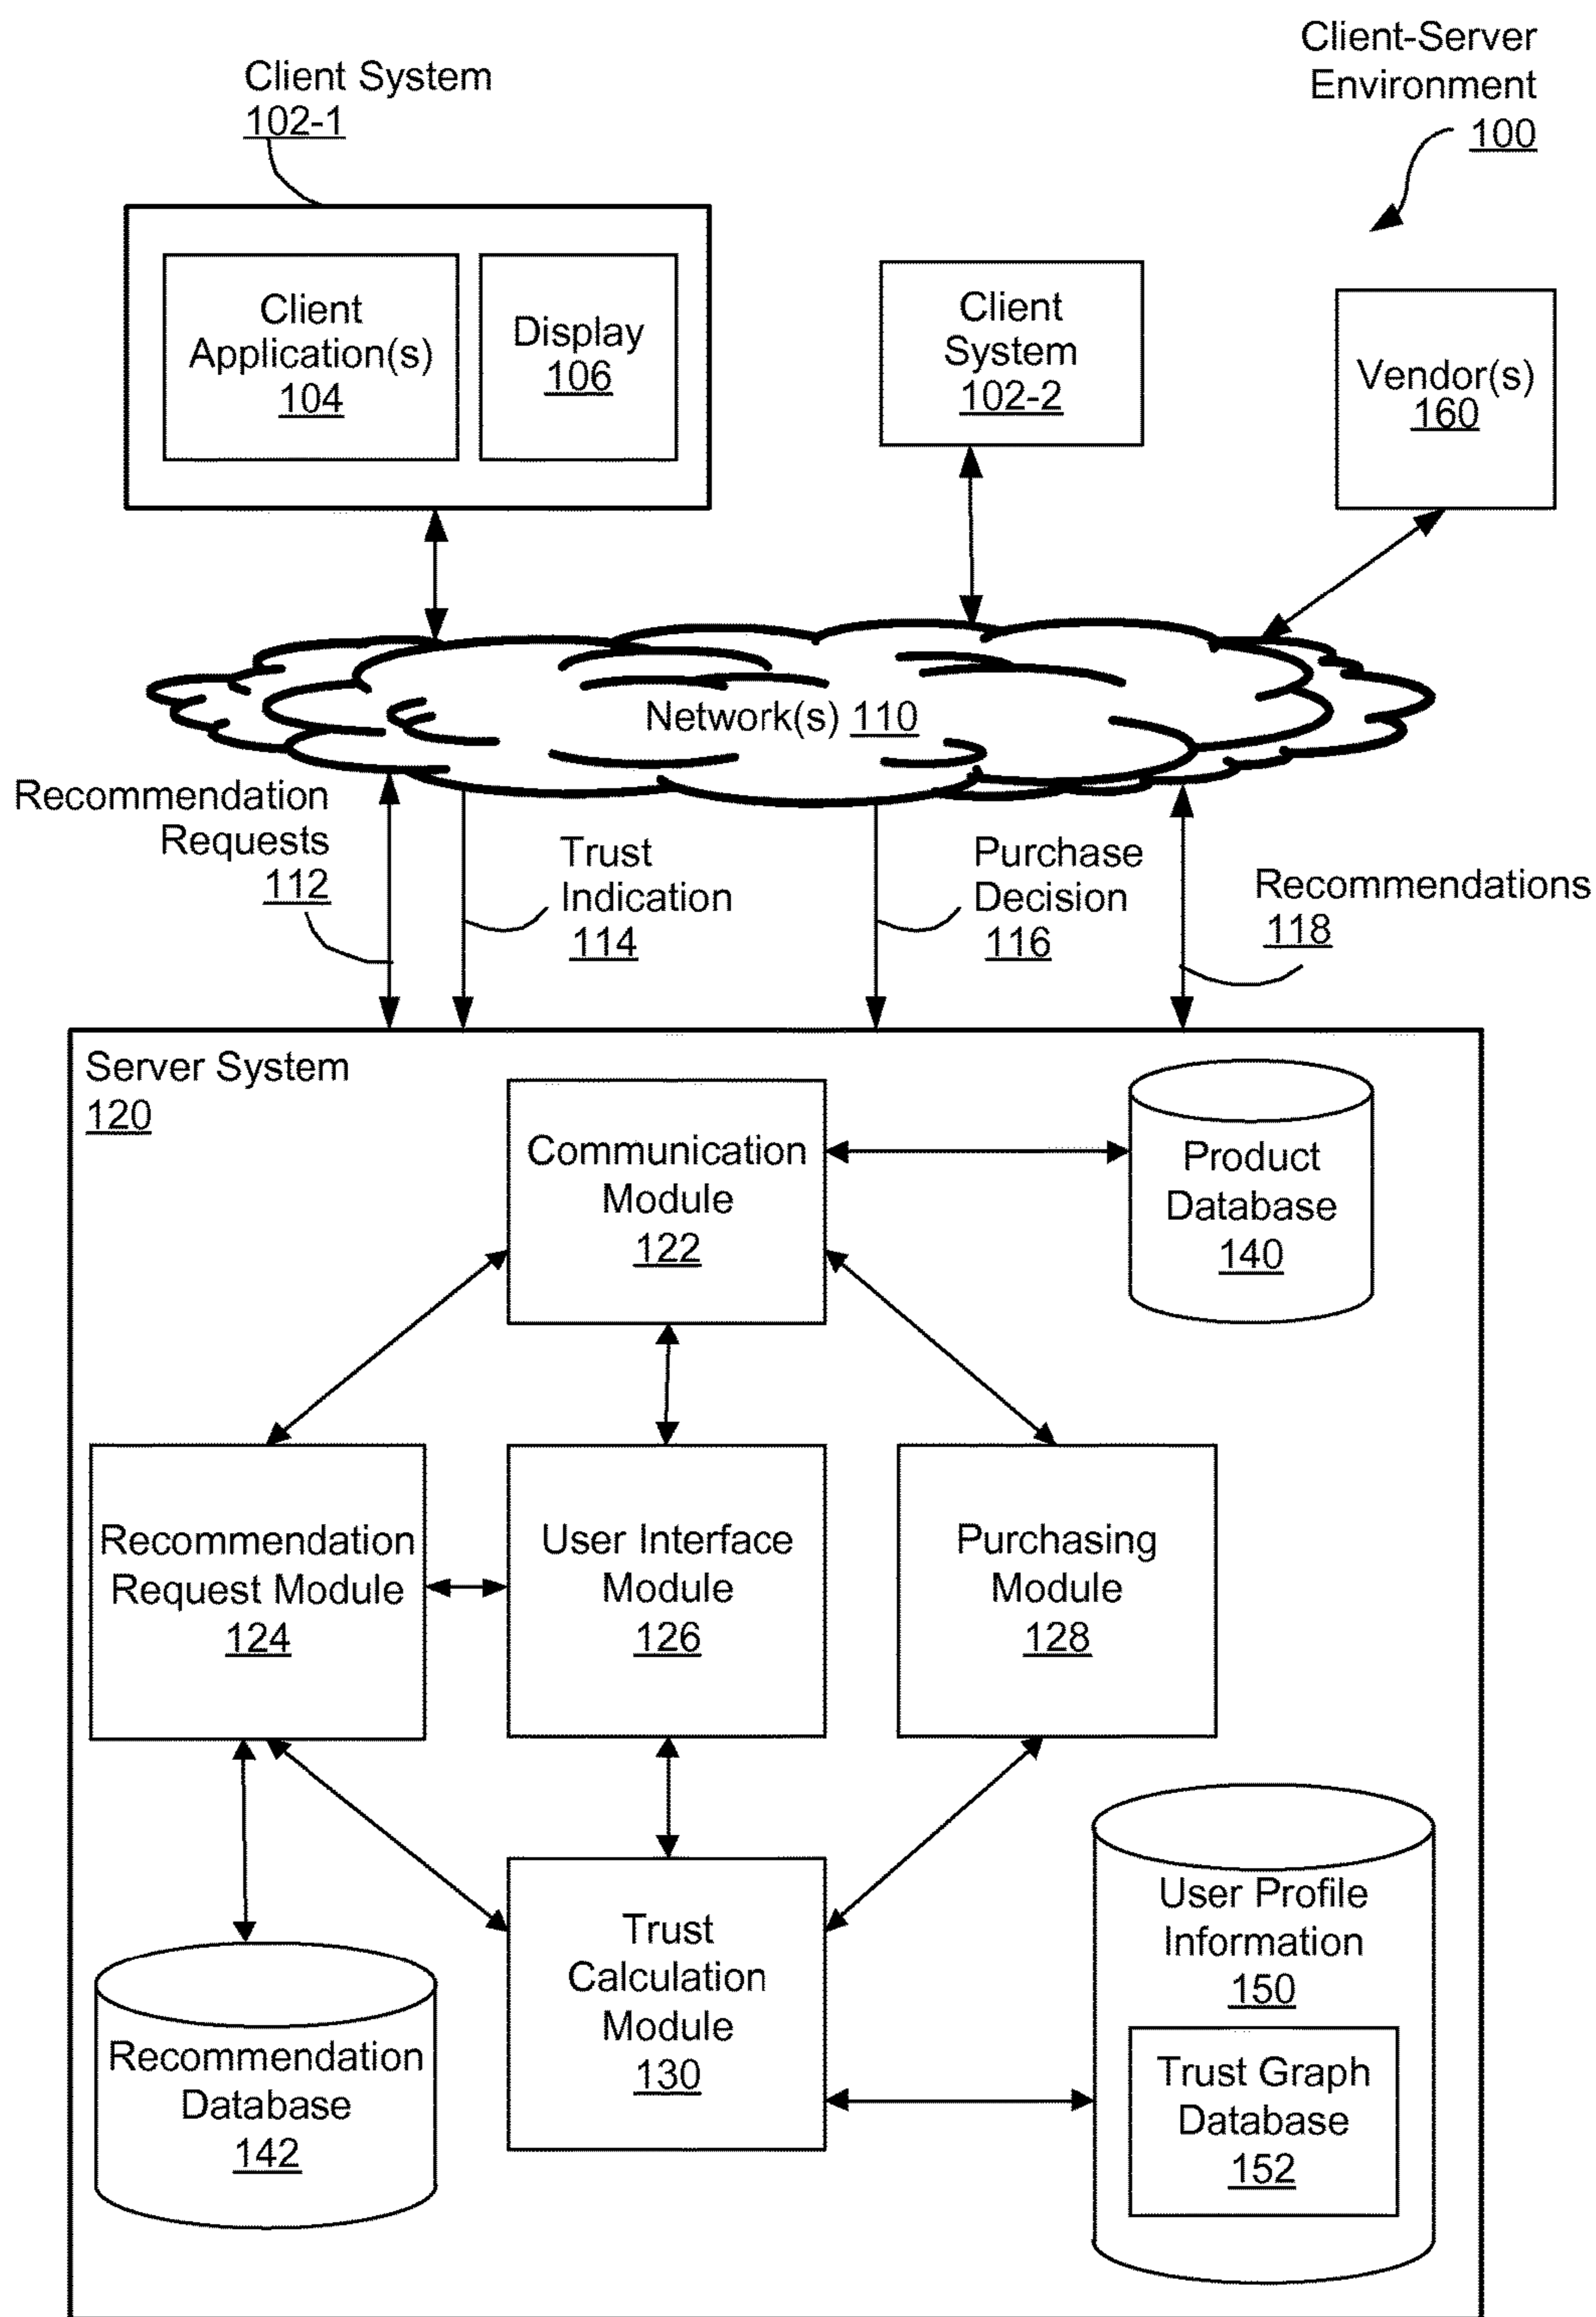 Client-Server
Environment
100
Client System
102-1
Client
Application(s)
104
Display
106
Client
System
102-2
Vendor(s)
160
Network(s) 110
Recommendation
Requests
112
Trust
Indication
114
Purchase
Decision
116
Recommendations
118
Server System
120
Communication
Module
122
Product
Database
140
Recommendation
Request Module
124
User Interface
Module
126
Purchasing
Module
128
Recommendation
Database
142
Trust
Calculation
Module
130
User Profile
Information
150
Trust Graph
Database
152